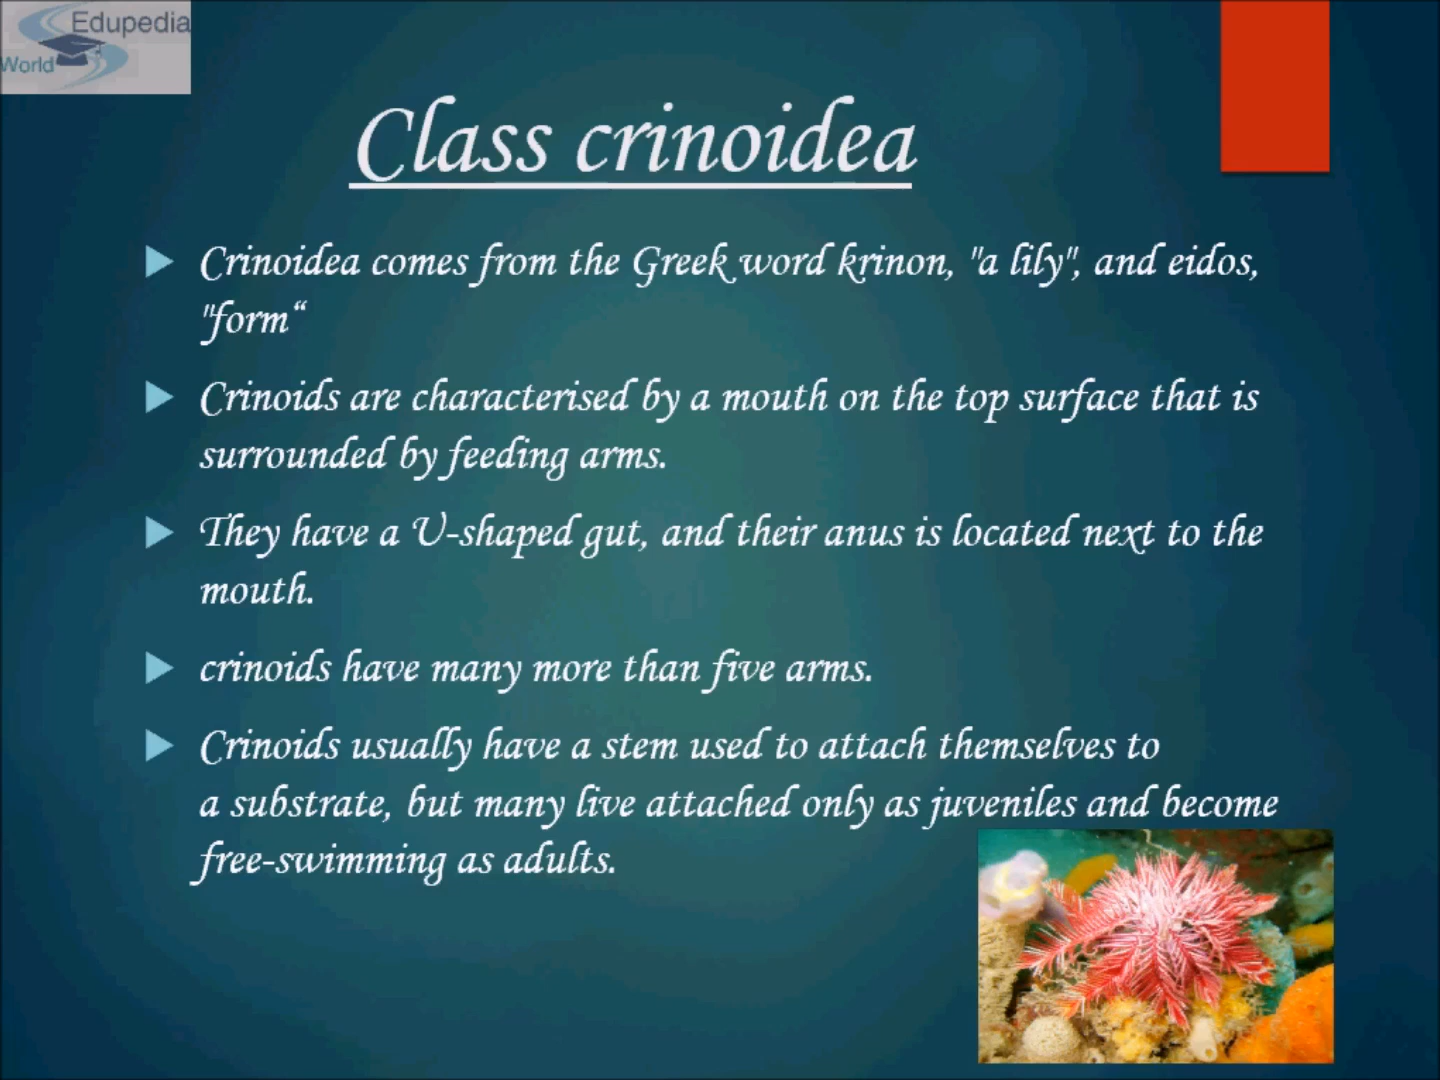 Edupedia
World
Class crinoidea
Crinoidea comes from the Greek word krinon, "a lily", and eidos,
"form“
Crinoids are characterised by a mouth on the top surface that is
surrounded by feeding arms.
They have a U-shaped gut, and their anus is located next to the
mouth.
crinoids have many more than five arms.
Crinoids usually have a stem used to attach themselves to
a substrate, but many live attached only as juveniles and become
free-swimming as adults.